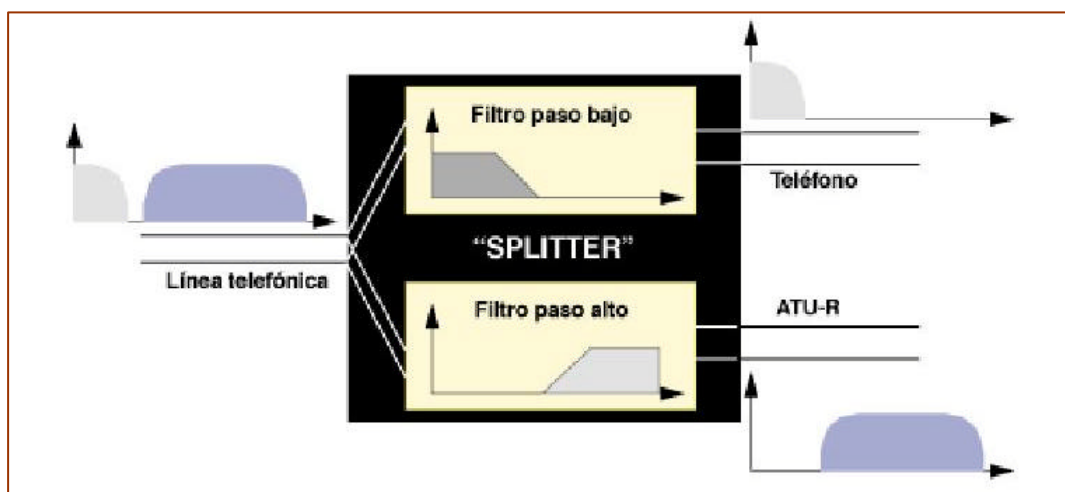 Filtro paso bajo
Teléfono
“SPLITTER”
Línea telefónica
Filtro paso alto
ATU-R